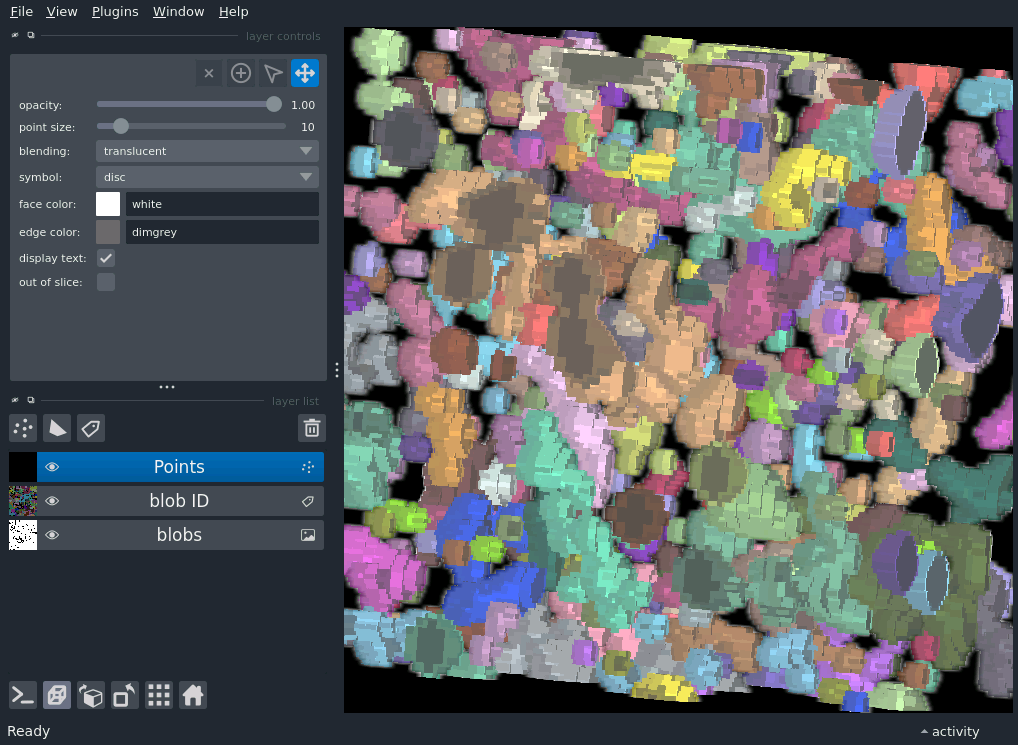 File View Plugins Window Help
layer controls
opacity: 1.00
point size: 10
blending: translucent
symbol: disc
face color: white
edge color: dimgrey
display text:
out of slice:
layer list
Points
blob ID
blobs
Ready
activity